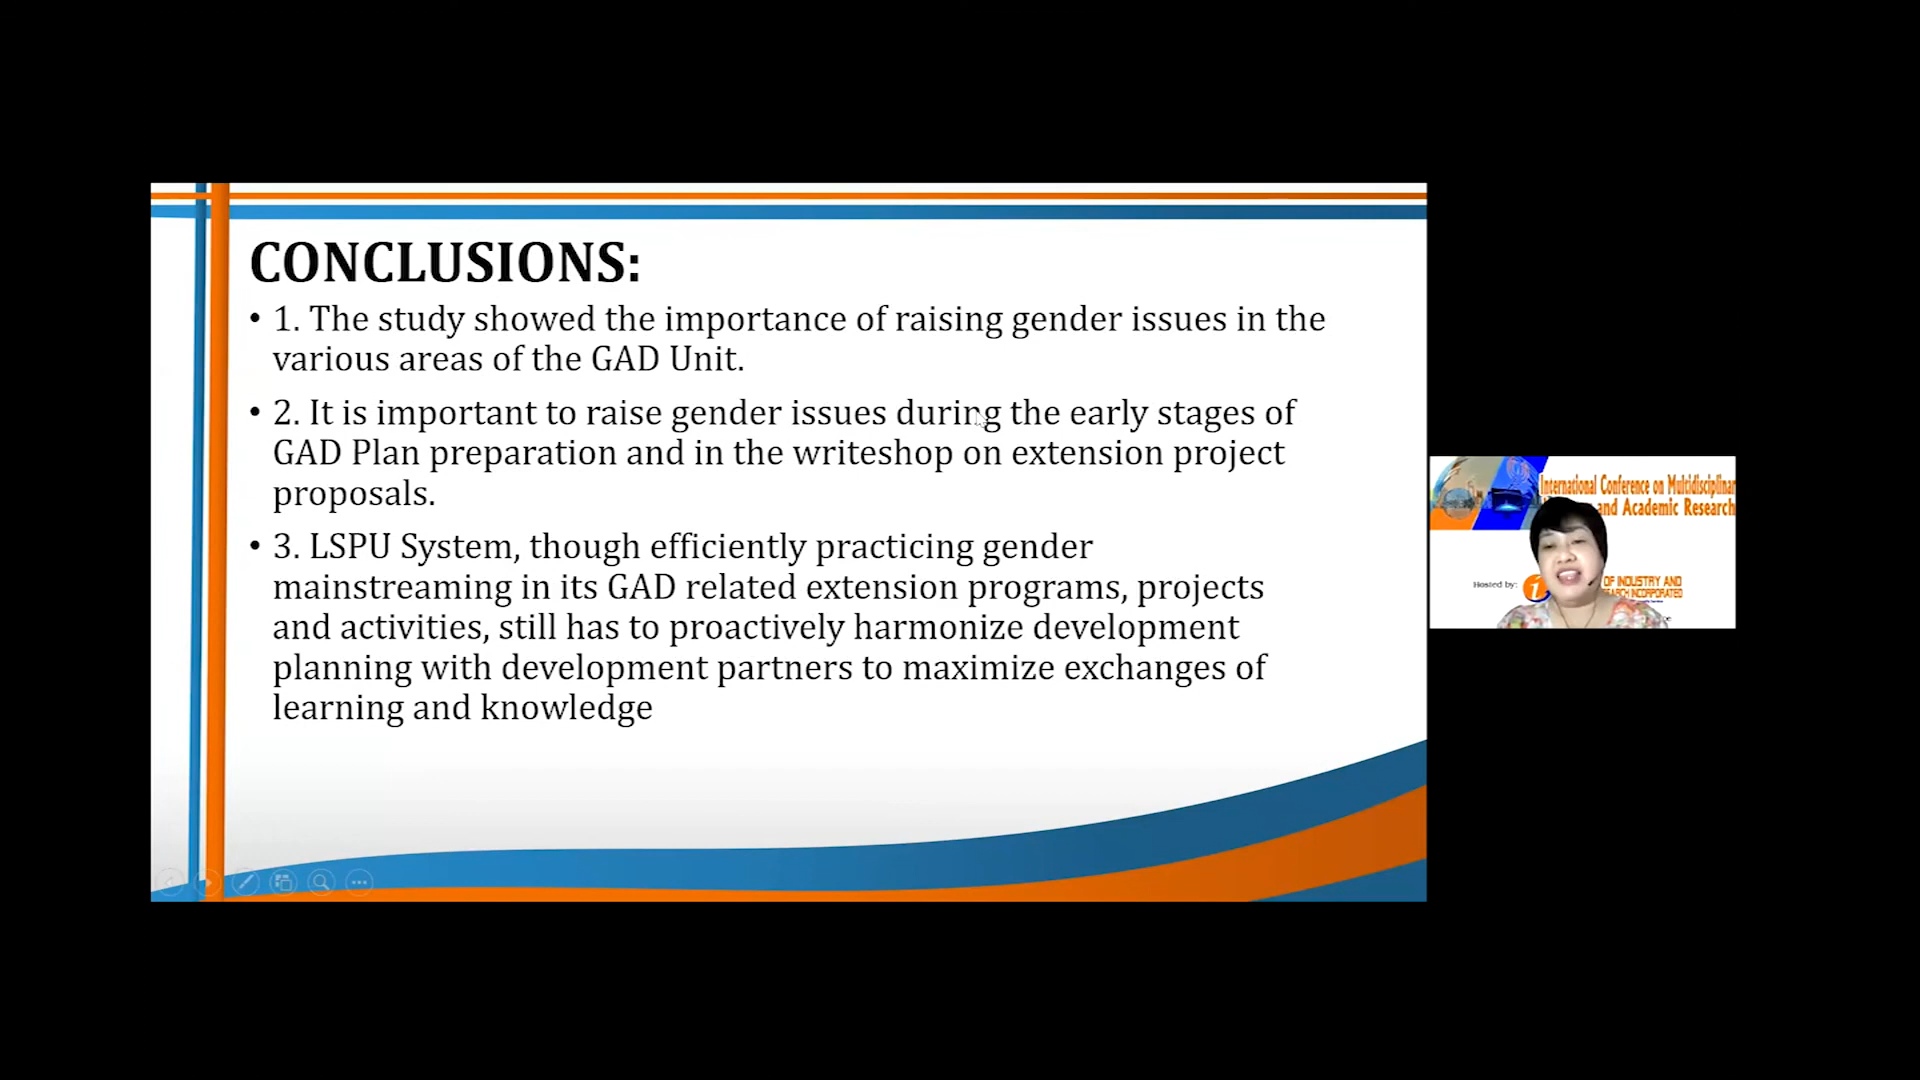 CONCLUSIONS:
• 1. The study showed the importance of raising gender issues in the
various areas of the GAD Unit.
• 2. It is important to raise gender issues during the early stages of
GAD Plan preparation and in the writeshop on extension project
proposals.
• 3. LSPU System, though efficiently practicing gender
mainstreaming in its GAD related extension programs, projects
and activities, still has to proactively harmonize development
planning with development partners to maximize exchanges of
learning and knowledge
International Conference on Multidisciplinar
and Academic Research
Hosted by:
OF INDUSTRY AND
INCORPORATED